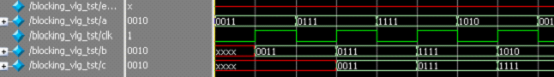 /blocking_vlg_tst/e... x
/blocking_vlg_tst/a 0010 0011 0111 1111 1010 001
/blocking_vlg_tst/clk 1
/blocking_vlg_tst/b 0010 xxxx 0011 0111 1111 1010
/blocking_vlg_tst/c 0010 xxxx 0011 0111 1111